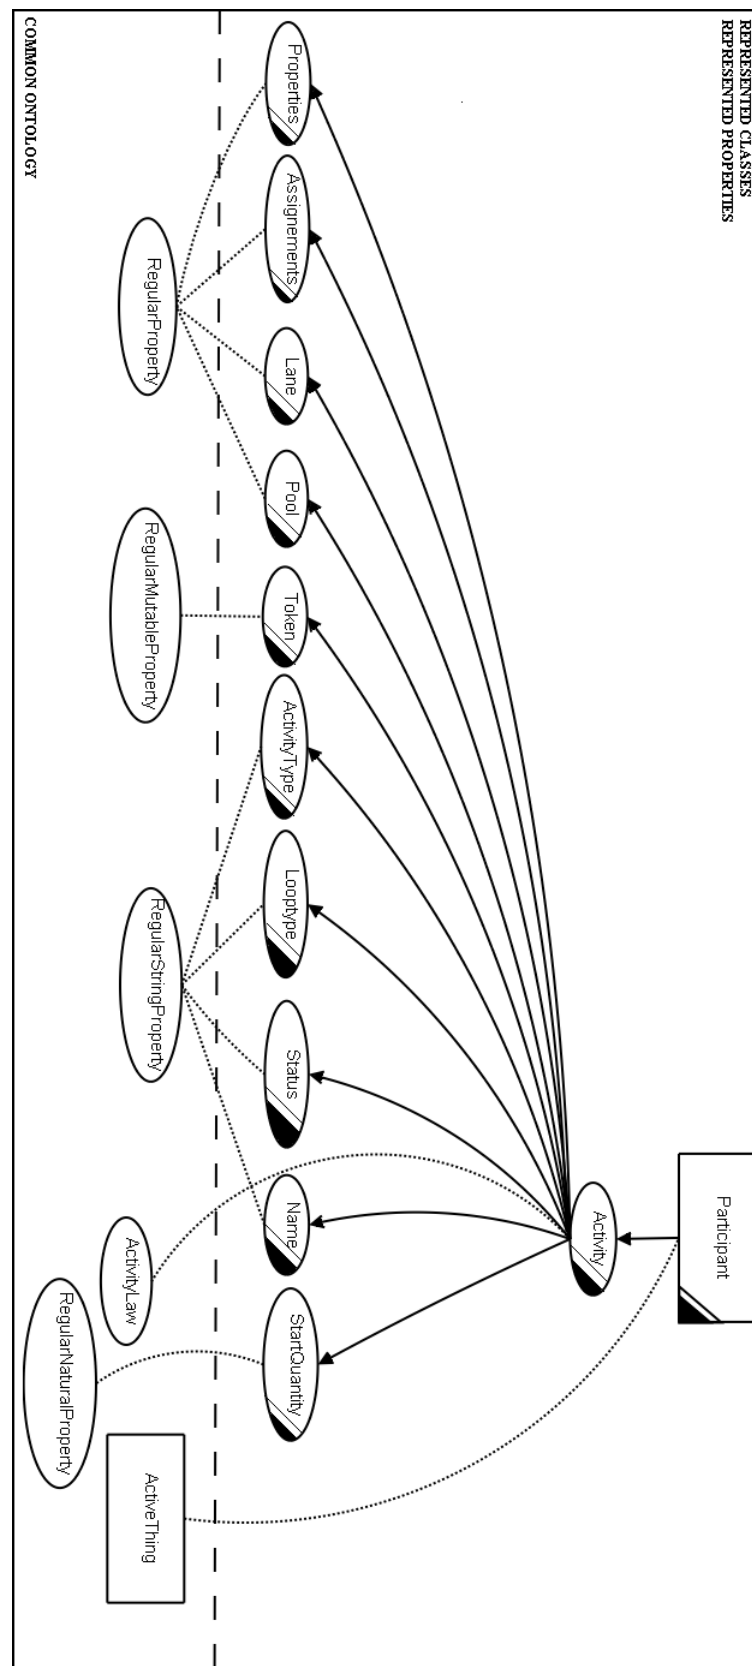 REPRESENTED CLASSES
REPRESENTED PROPERTIES
Participant
Activity
Properties
Assignements
Lane
Pool
Token
ActivityType
Looptype
Status
Name
StartQuantity
RegularProperty
RegularMutableProperty
RegularStringProperty
ActivityLaw
RegularNaturalProperty
ActiveThing
COMMON ONTOLOGY